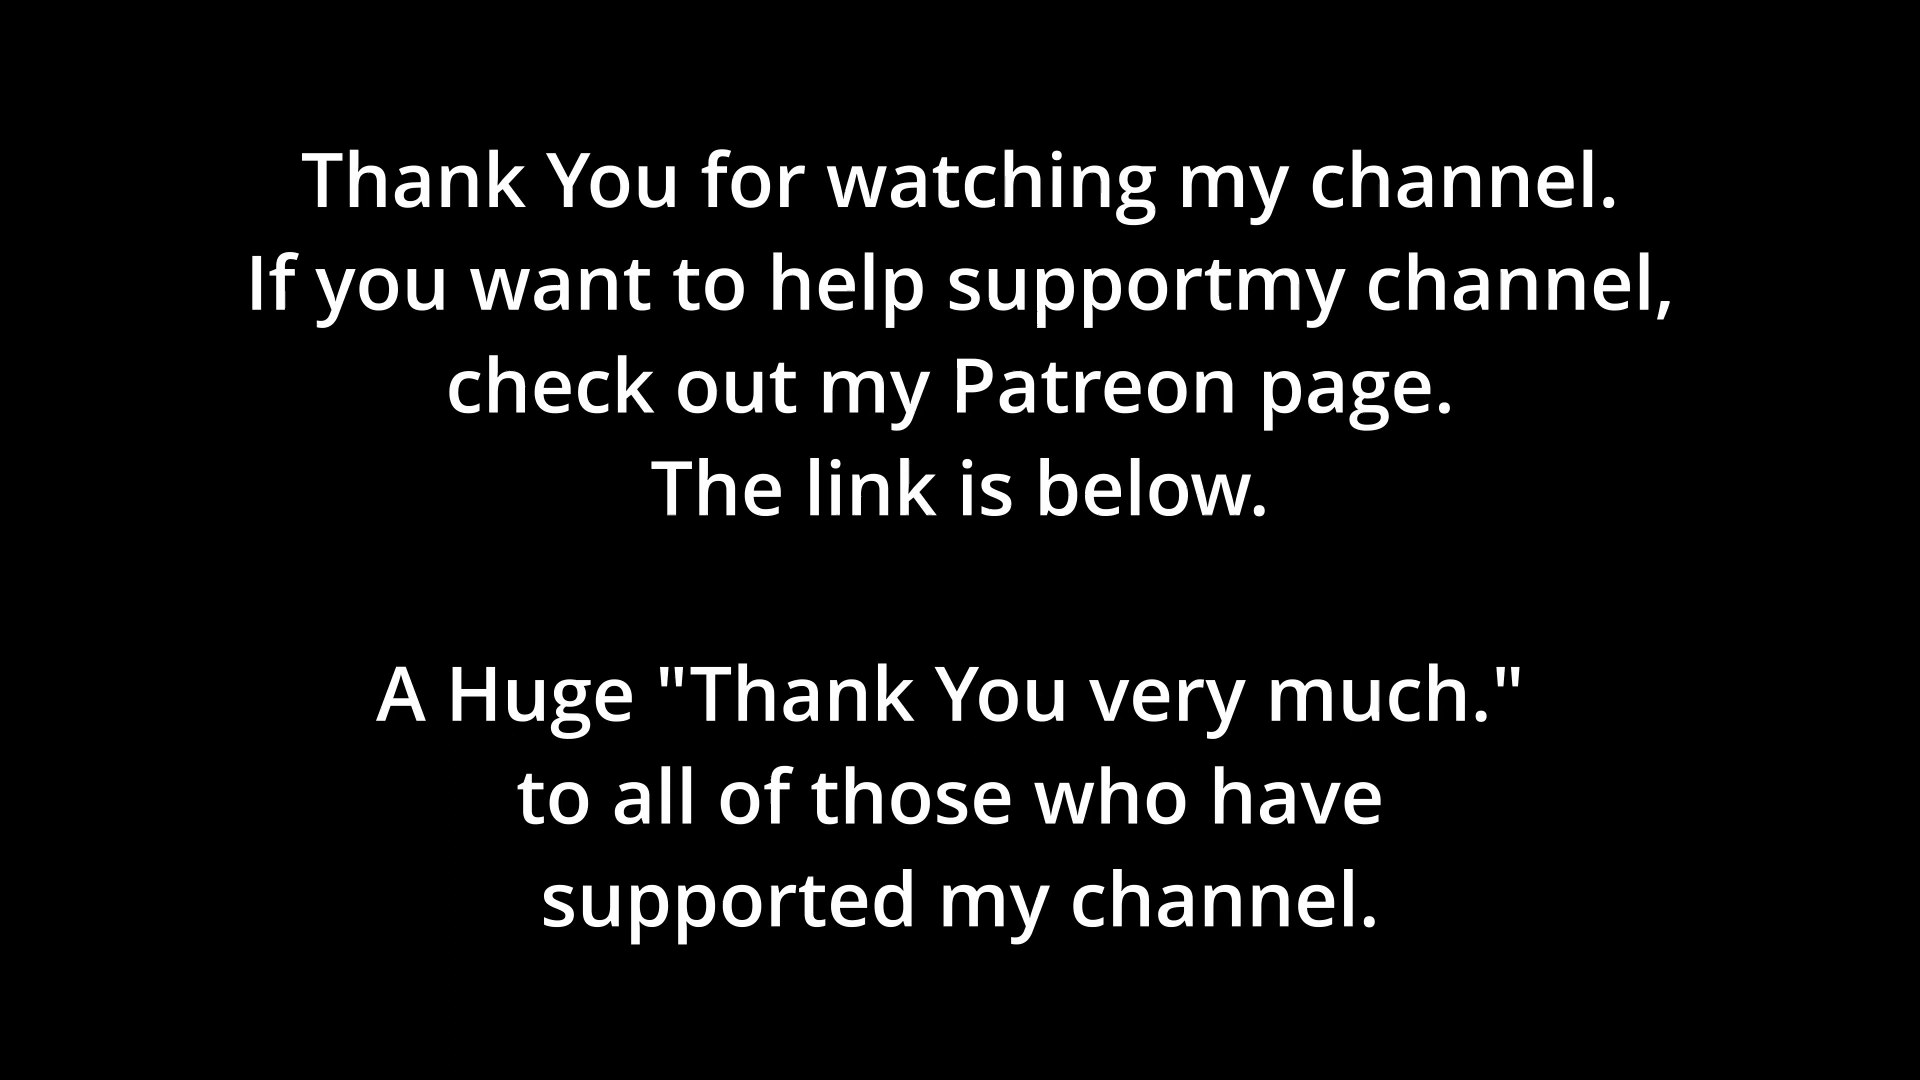 Thank You for watching my channel.
If you want to help supportmy channel,
check out my Patreon page.
The link is below.
A Huge "Thank You very much."
to all of those who have
supported my channel.